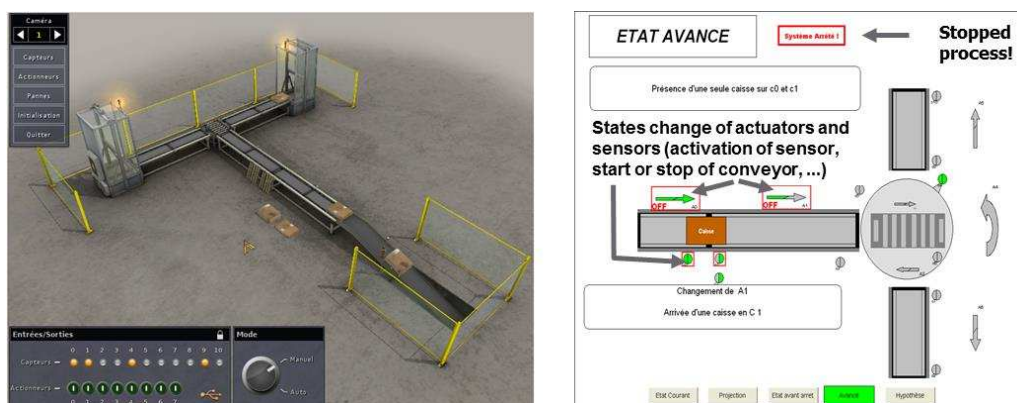 Caméra
1
Capteurs
Actionneurs
Pannes
Initialisation
Quitter
Entrées/Sorties
0 1 2 3 4 5 6 7 8 9 10
Capteurs
Actionneurs
0 1 2 3 4 5 6 7
Mode
Manuel
Auto
ETAT AVANCE
Système Arrêté !
Stopped
process!
Présence d'une seule caisse sur c0 et c1
States change of actuators and
sensors (activation of sensor,
start or stop of conveyor, ...)
OFF A0
OFF A1
Caisse
Changement de A1
Arrivée d'une caisse en C 1
Etat Courant
Projection
Etat avant arret
Avance
Hypothèse